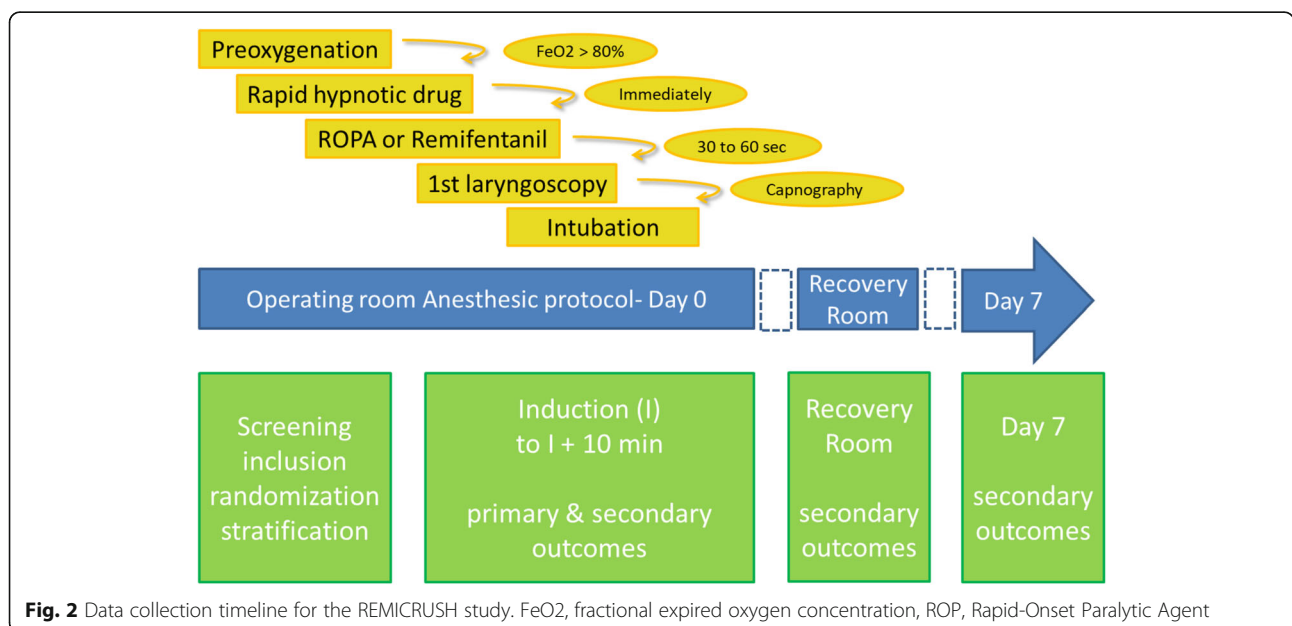 Preoxygenation
FeO2 > 80%
Rapid hypnotic drug
Immediately
ROPA or Remifentanil
30 to 60 sec
1st laryngoscopy
Capnography
Intubation
Operating room Anesthesic protocol- Day 0
Recovery
Room
Day 7
Screening
inclusion
randomization
stratification
Induction (I)
to I + 10 min
primary & secondary
outcomes
Recovery
Room
secondary
outcomes
Day 7
secondary
outcomes
Fig. 2 Data collection timeline for the REMICRUSH study. FeO2, fractional expired oxygen concentration, ROP, Rapid-Onset Paralytic Agent